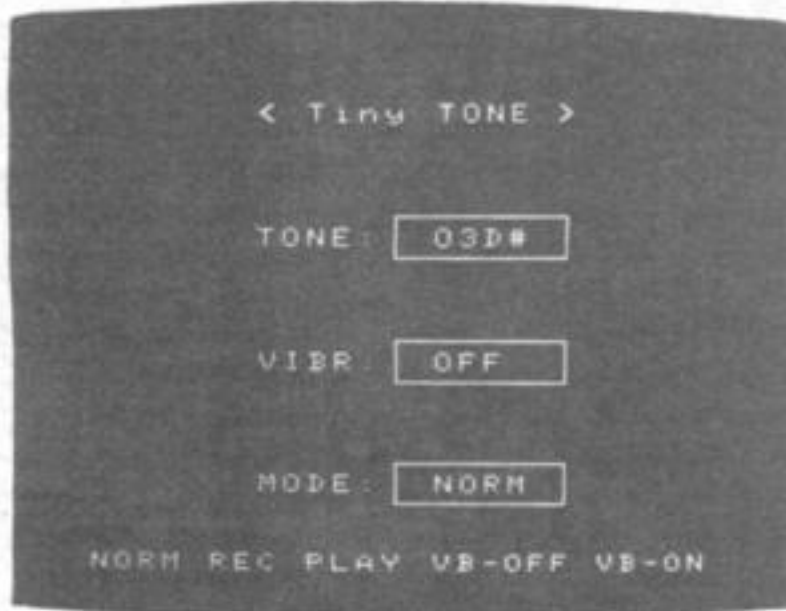 < Tiny TONE >
TONE: O3D#
VIBR: OFF
MODE: NORM
NORM REC PLAY VB-OFF VB-ON